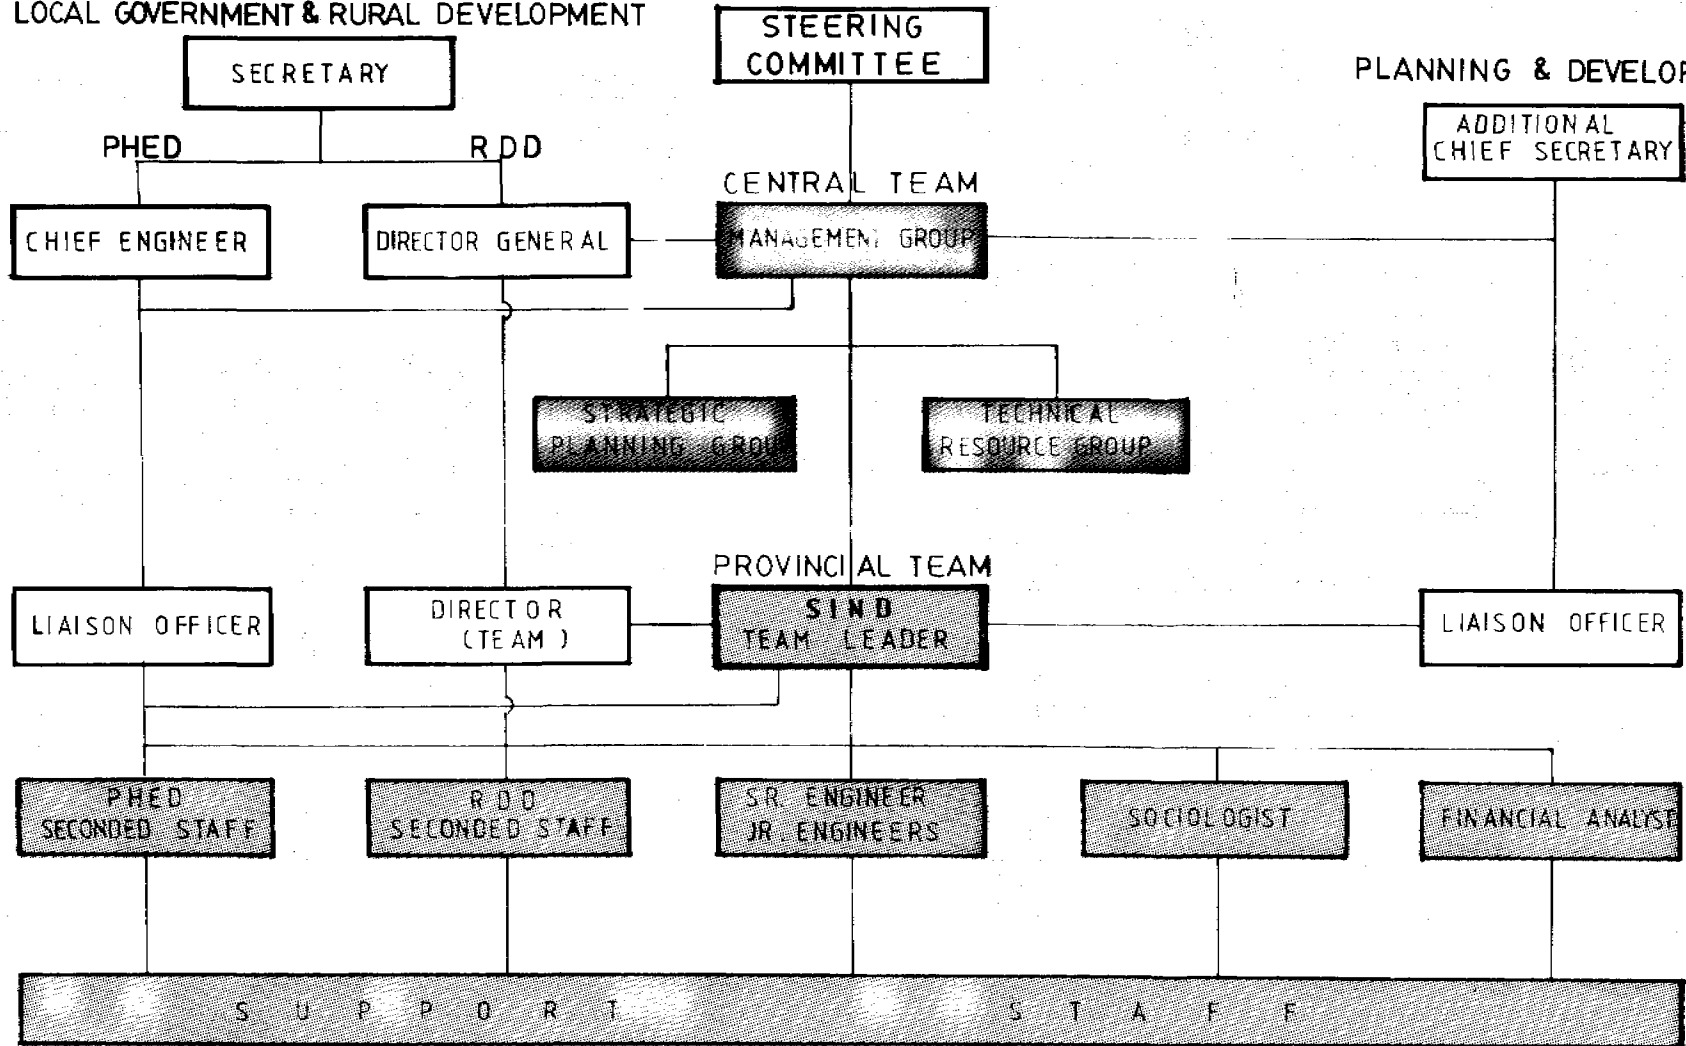 LOCAL GOVERNMENT & RURAL DEVELOPMENT
SECRETARY
STEERING
COMMITTEE
PLANNING & DEVELOP
ADDITIONAL
CHIEF SECRETARY
PHED
RDD
CENTRAL TEAM
CHIEF ENGINEER
DIRECTOR GENERAL
MANAGEMENT GROUP
STRATEGIC
PLANNING GROU
TECHNICAL
RESOURCE GROUP
PROVINCIAL TEAM
LIAISON OFFICER
DIRECTOR
(TEAM)
SIND
TEAM LEADER
LIAISON OFFICER
PHED
SECONDED STAFF
RDD
SECONDED STAFF
SR. ENGINEER
JR. ENGINEERS
SOCIOLOGIST
FINANCIAL ANALYST
SUPPORT STAFF